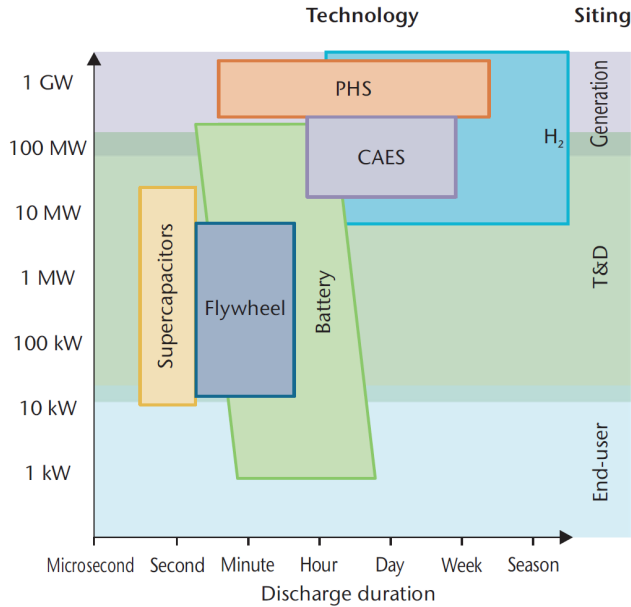 Technology
Siting
1 GW
100 MW
10 MW
1 MW
100 kW
10 kW
1 kW
PHS
H2
CAES
Supercapacitors
Flywheel
Battery
Generation
T&D
End-user
Microsecond Second Minute Hour Day Week Season
Discharge duration